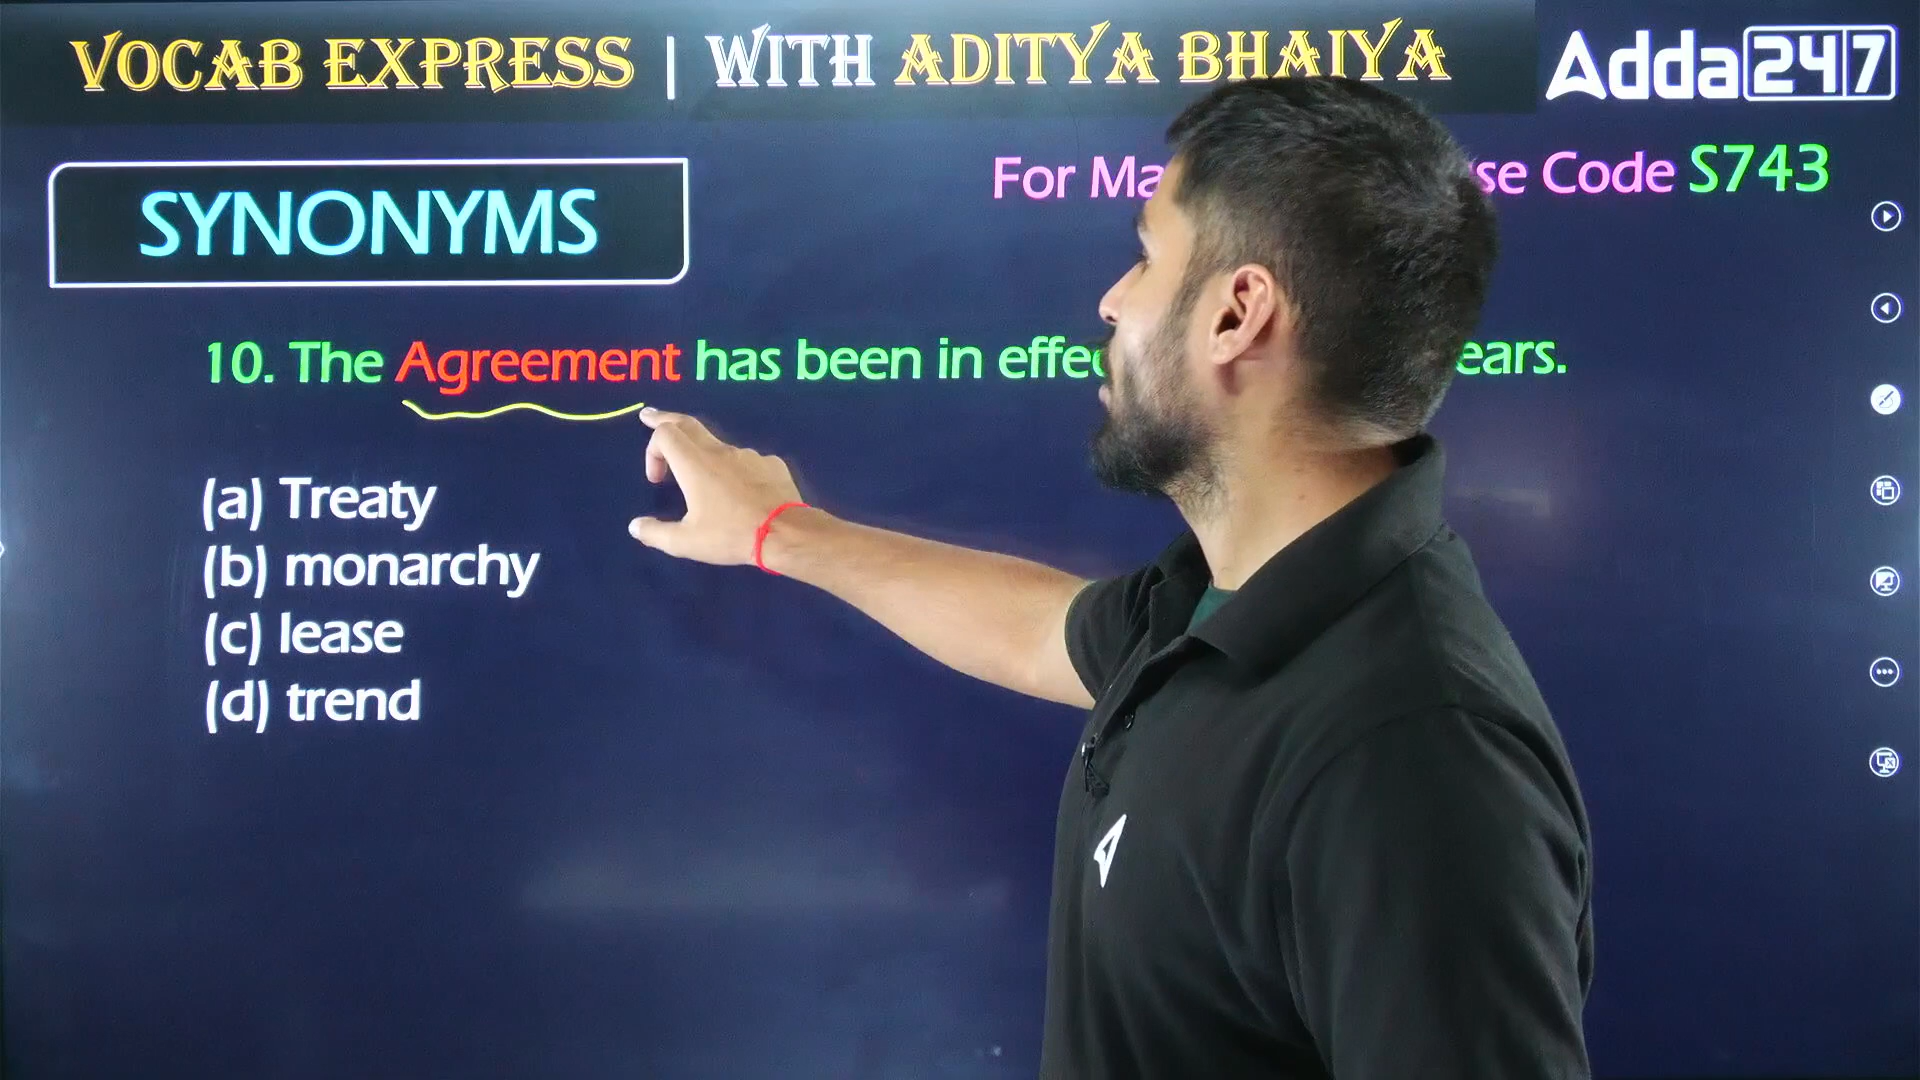 VOCAB EXPRESS | WITH ADITYA BHAIYA
Adda247
For Ma se Code S743
SYNONYMS
10. The Agreement has been in effe ears.
(a) Treaty
(b) monarchy
(c) lease
(d) trend